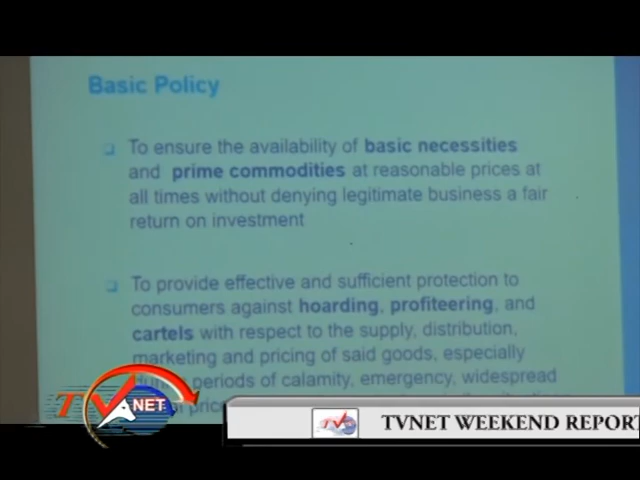 Basic Policy
To ensure the availability of basic necessities
and prime commodities at reasonable prices at
all times without denying legitimate business a fair
return on investment
To provide effective and sufficient protection to
consumers against hoarding, profiteering, and
cartels with respect to the supply, distribution,
marketing and pricing of said goods, especially
periods of calamity, emergency, widespread
TV NET
TVNET WEEKEND REPORT